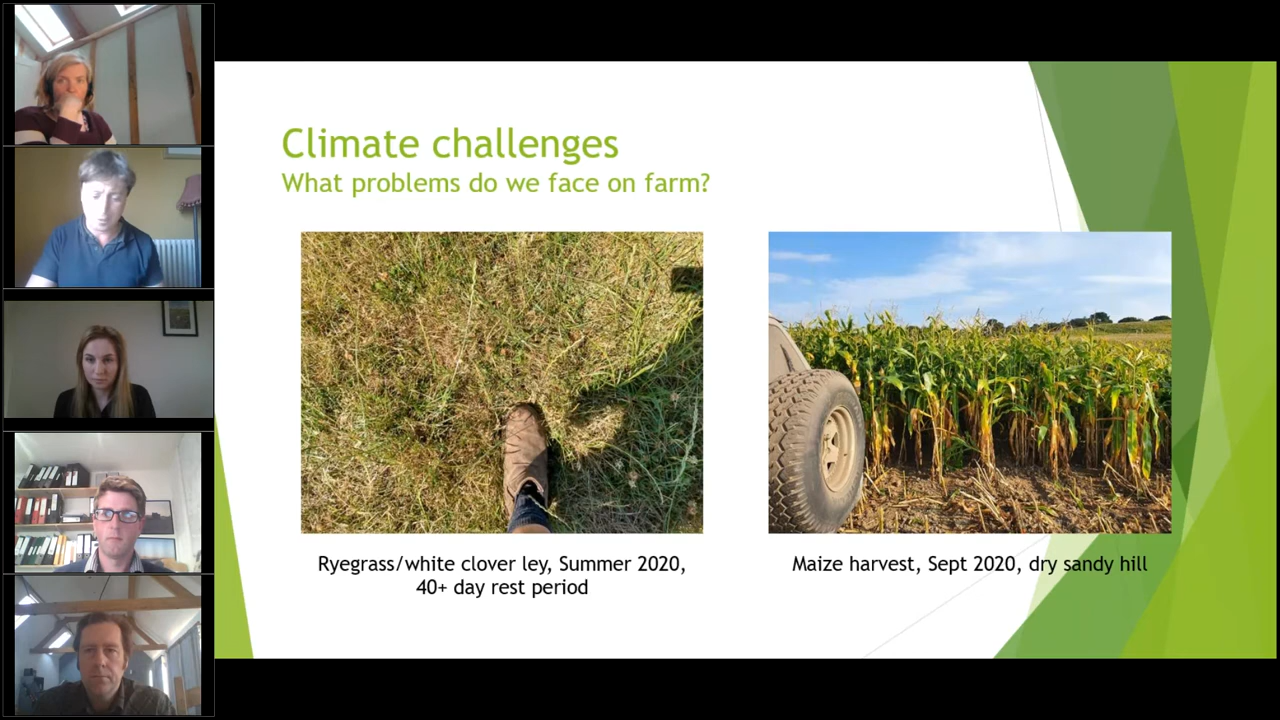 Climate challenges
What problems do we face on farm?
Ryegrass/white clover ley, Summer 2020,
40+ day rest period
Maize harvest, Sept 2020, dry sandy hill